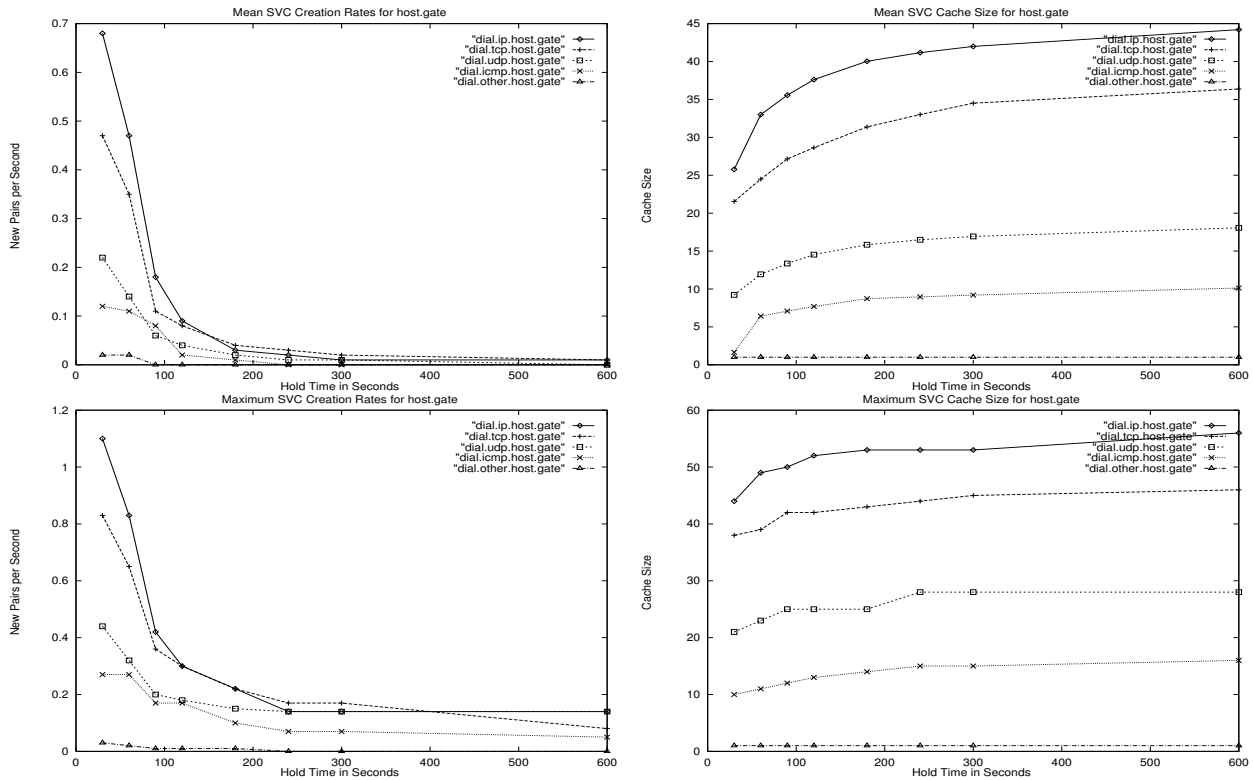 Mean SVC Creation Rates for host.gate
0.7
0.6
0.5
0.4
0.3
0.2
0.1
0
New Pairs per Second
"dial.ip.host.gate"
"dial.tcp.host.gate"
"dial.udp.host.gate"
"dial.icmp.host.gate"
"dial.other.host.gate"
0 100 200 300 400 500 600
Hold Time in Seconds
Mean SVC Cache Size for host.gate
45
40
35
30
25
20
15
10
5
0
Cache Size
"dial.ip.host.gate"
"dial.tcp.host.gate"
"dial.udp.host.gate"
"dial.icmp.host.gate"
"dial.other.host.gate"
0 100 200 300 400 500 600
Hold Time in Seconds
Maximum SVC Creation Rates for host.gate
1.2
1
0.8
0.6
0.4
0.2
0
New Pairs per Second
"dial.ip.host.gate"
"dial.tcp.host.gate"
"dial.udp.host.gate"
"dial.icmp.host.gate"
"dial.other.host.gate"
0 100 200 300 400 500 600
Hold Time in Seconds
Maximum SVC Cache Size for host.gate
60
50
40
30
20
10
0
Cache Size
"dial.ip.host.gate"
"dial.tcp.host.gate"
"dial.udp.host.gate"
"dial.icmp.host.gate"
"dial.other.host.gate"
0 100 200 300 400 500 600
Hold Time in Seconds